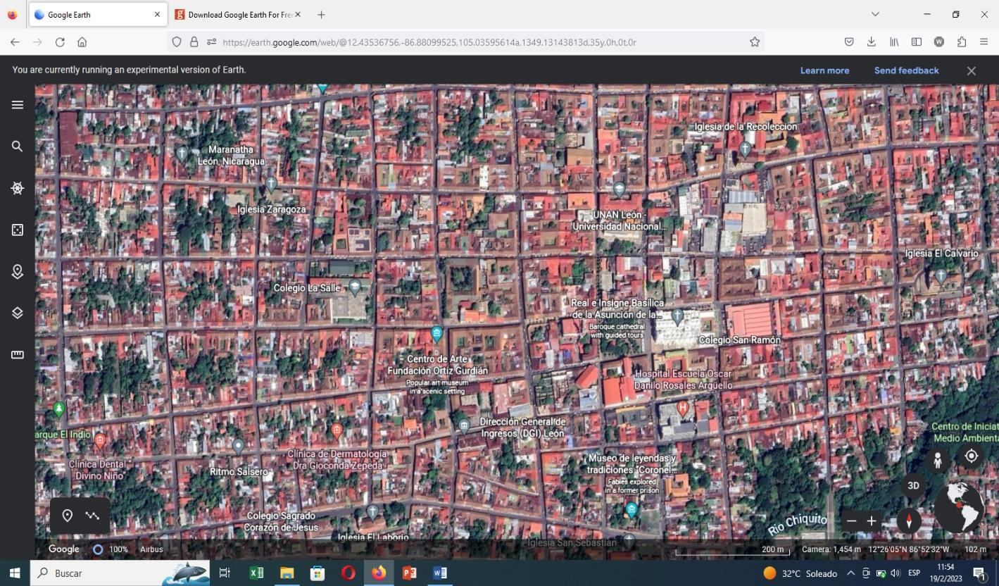 Google Earth
Download Google Earth For Fre
https://earth.google.com/web/@12.43536756,-86.88099525,105.03595614a,1349.13143813d,35y,0h,0t,0r
You are currently running an experimental version of Earth.
Learn more
Send feedback
Iglesia de la Recoleccion
Maranatha
León, Nicaragua
Iglesia Zaragoza
UNAN León -
Universidad Nacional...
Iglesia El Calvario
Colegio La Salle
Real e Insigne Basílica
de la Asunción de la...
Baroque cathedral
with guided tours
Colegio San Ramón
Centro de Arte
Fundación Ortiz Gurdián
Popular art museum
in a scenic setting
Hospital Escuela Oscar
Danilo Rosales Argüello
H
Dirección General de
Ingresos (DGI) León
Centro de Iniciat
Medio Ambienta
arque El Indio
Clínica Dental
Divino Niño
Ritmo Salsero
Clínica de Dermatología
Dra Gioconda Zepeda
Museo de leyendas y
tradiciones "Coronel...
Fables explored
in a former prison
3D
Colegio Sagrado
Corazón de Jesus
Iglesia El Laborio
Iglesia San Sebastian
Rio Chiquito
Google
100%
Airbus
200 m
Camera: 1,454 m
12°26'05"N 86°52'32"W
102 m
Buscar
32°C Soleado
ESP
11:54
19/2/2023
1